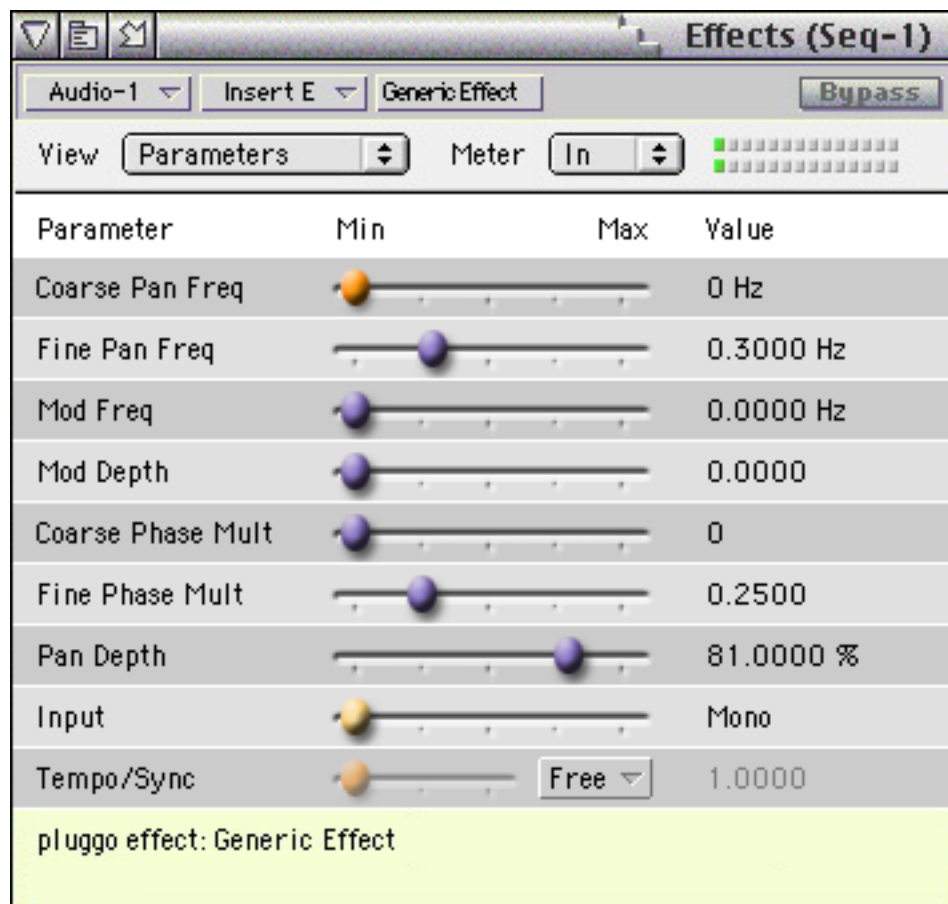 Effects (Seq-1)
Audio-1 Insert E Generic Effect Bypass
View Parameters Meter In
Parameter Min Max Value
Coarse Pan Freq 0 Hz
Fine Pan Freq 0.3000 Hz
Mod Freq 0.0000 Hz
Mod Depth 0.0000
Coarse Phase Mult 0
Fine Phase Mult 0.2500
Pan Depth 81.0000 %
Input Mono
Tempo/Sync Free 1.0000
pluggo effect: Generic Effect